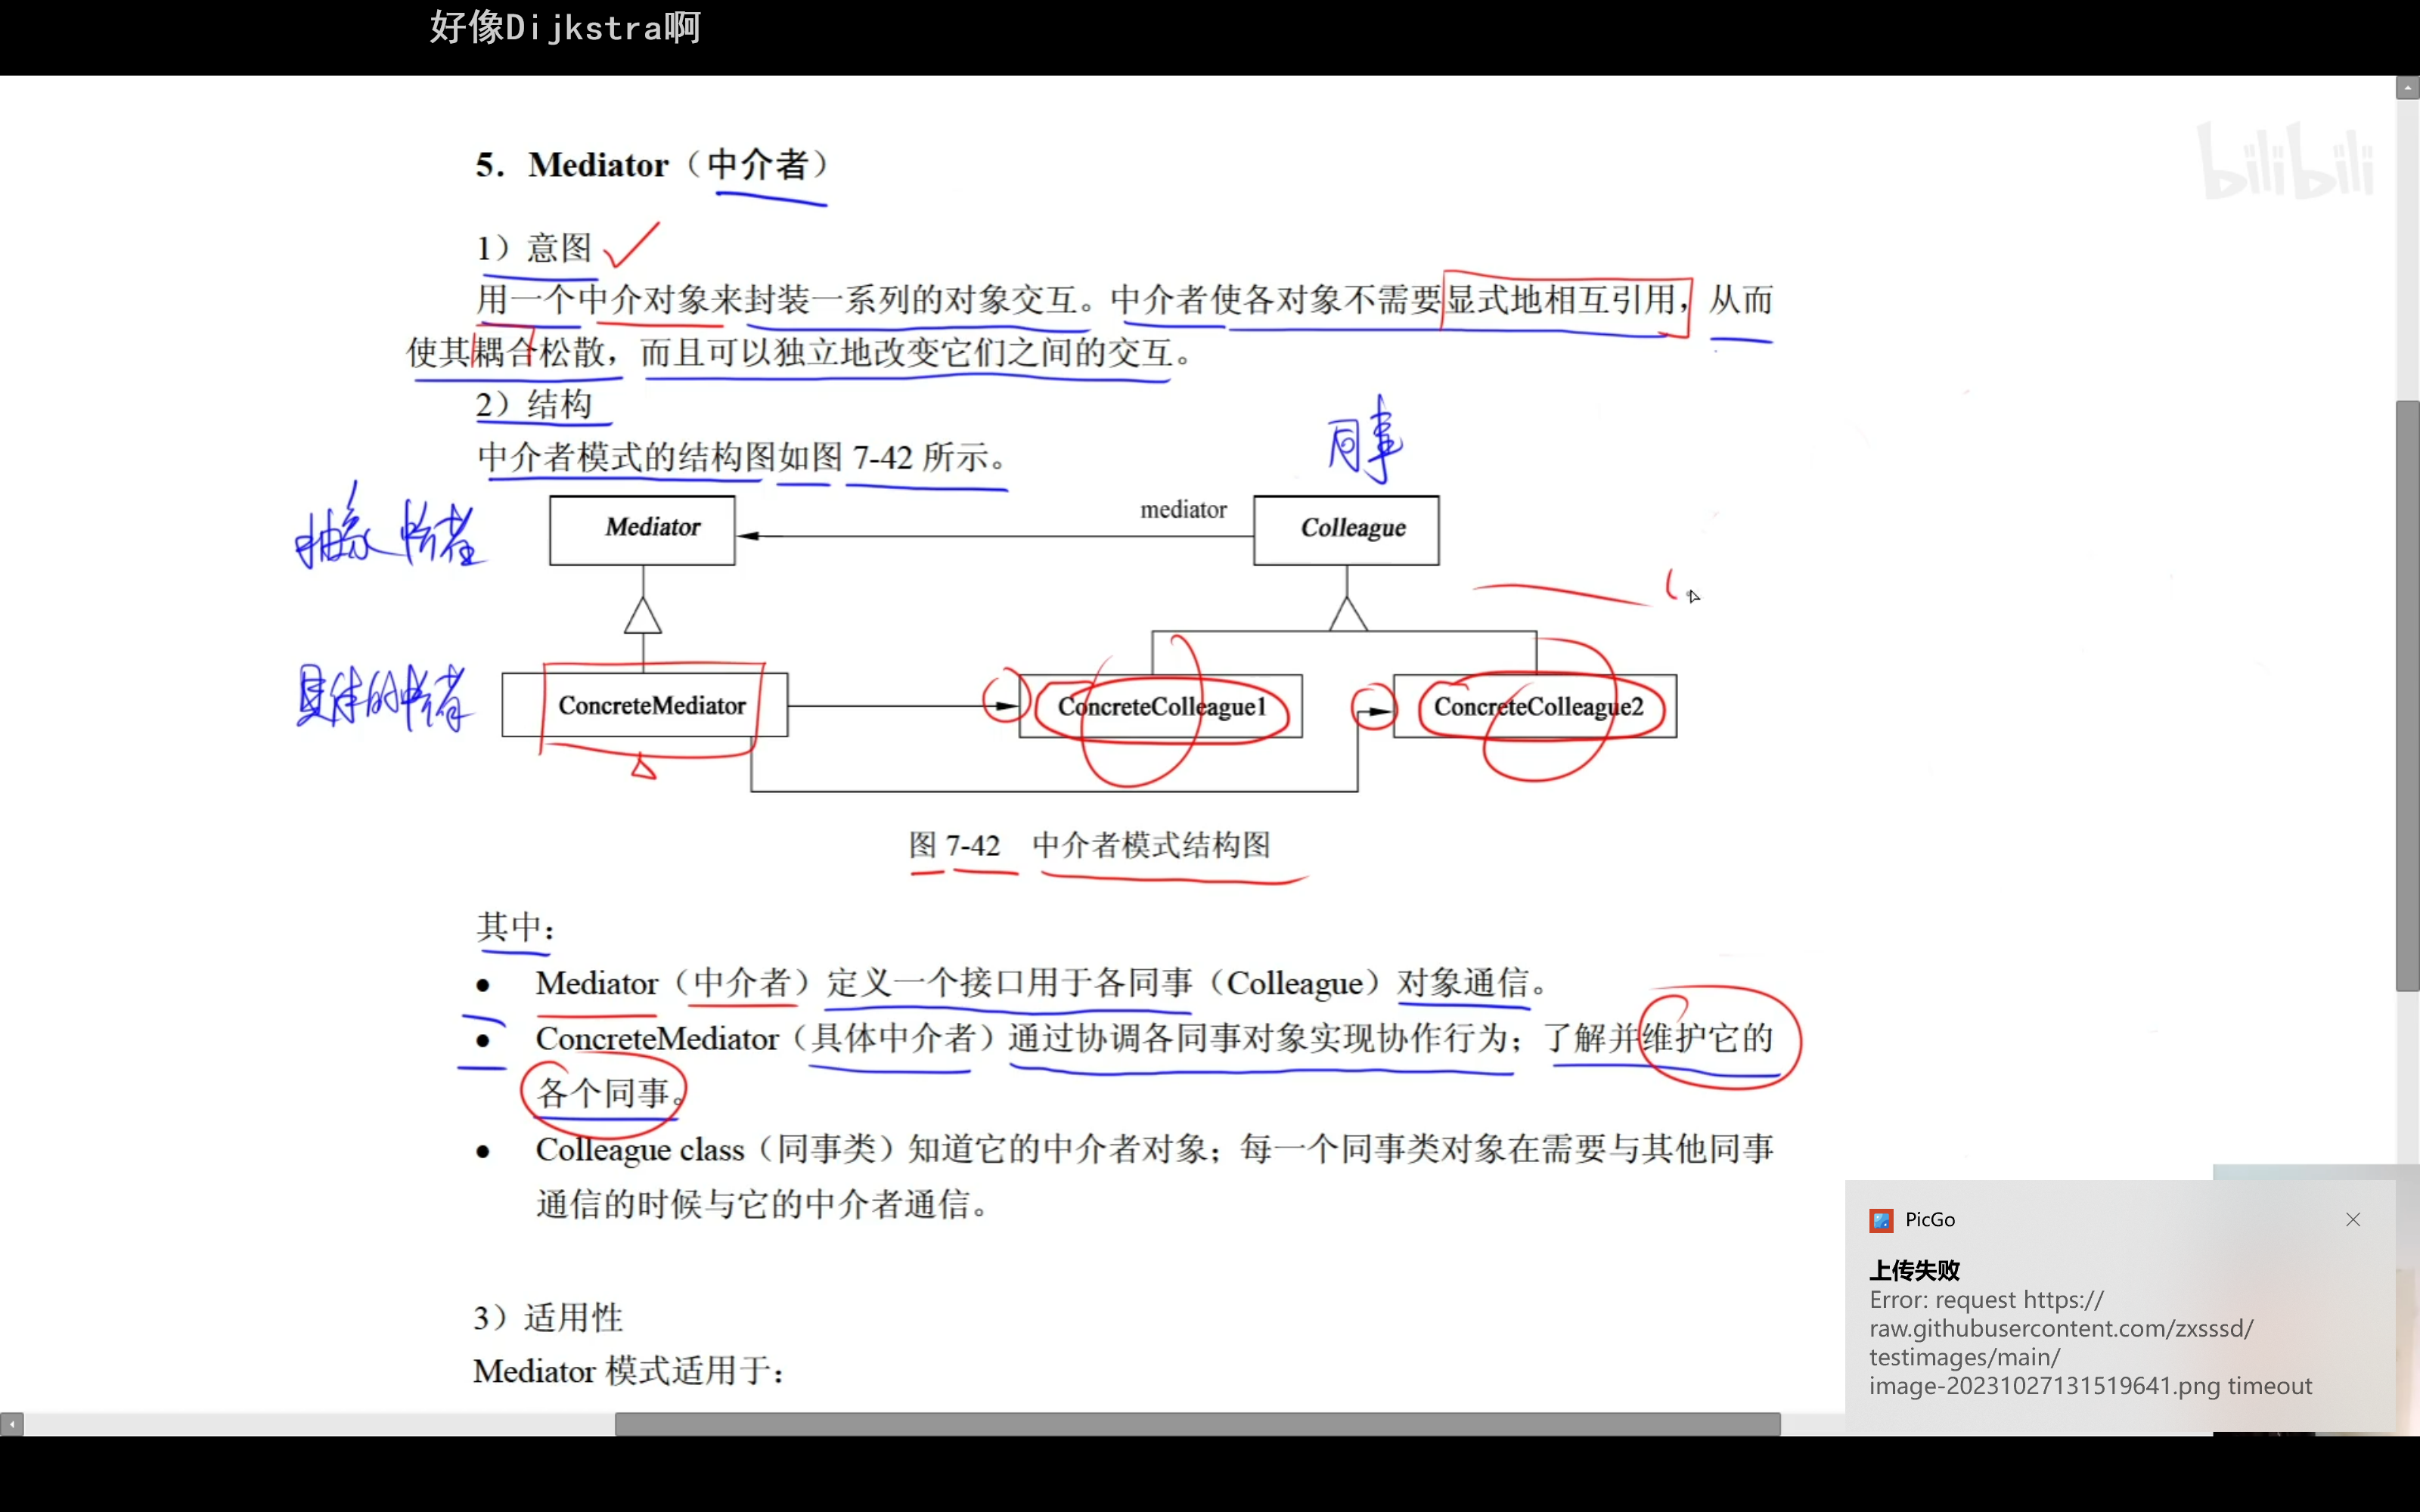 好像Dijkstra啊
bilibili
5. Mediator（中介者）
1）意图
用一个中介对象来封装一系列的对象交互。中介者使各对象不需要显式地相互引用，从而
使其耦合松散，而且可以独立地改变它们之间的交互。
2）结构
中介者模式的结构图如图 7-42 所示。
同事
抽象中介者
Mediator
mediator
Colleague
具体的中介者
ConcreteMediator
ConcreteColleague1
ConcreteColleague2
图 7-42 中介者模式结构图
其中：
● Mediator（中介者）定义一个接口用于各同事（Colleague）对象通信。
● ConcreteMediator（具体中介者）通过协调各同事对象实现协作行为；了解并维护它的
各个同事。
● Colleague class（同事类）知道它的中介者对象；每一个同事类对象在需要与其他同事
通信的时候与它的中介者通信。
3）适用性
Mediator 模式适用于：
PicGo
上传失败
Error: request https://
raw.githubusercontent.com/zxsssd/
testimages/main/
image-20231027131519641.png timeout